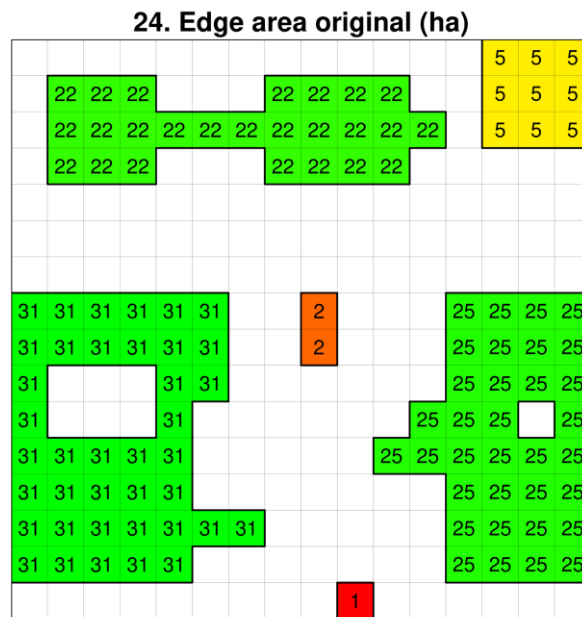 24. Edge area original (ha)
5 5 5
22 22 22 22 22 22 22 5 5 5
22 22 22 22 22 22 22 22 22 22 22 5 5 5
22 22 22 22 22 22 22
31 31 31 31 31 31 2 25 25 25 25
31 31 31 31 31 31 2 25 25 25 25
31 31 31 25 25 25 25
31 31 25 25 25 25
31 31 31 31 31 25 25 25 25 25 25
31 31 31 31 31 25 25 25 25
31 31 31 31 31 31 31 25 25 25 25
31 31 31 31 31 25 25 25 25
1